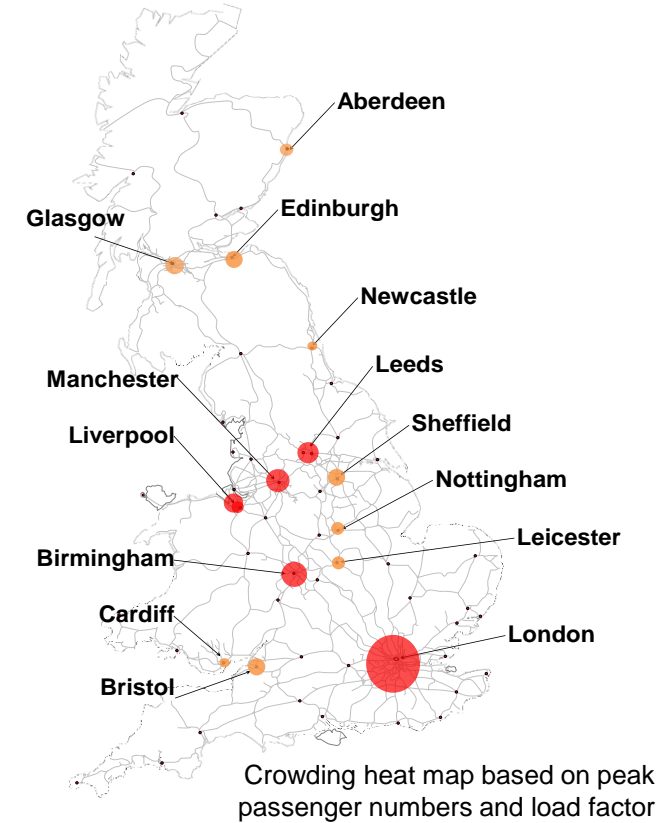 Aberdeen
Edinburgh
Glasgow
Newcastle
Leeds
Manchester
Sheffield
Liverpool
Nottingham
Leicester
Birmingham
Cardiff
London
Bristol
Crowding heat map based on peak
passenger numbers and load factor